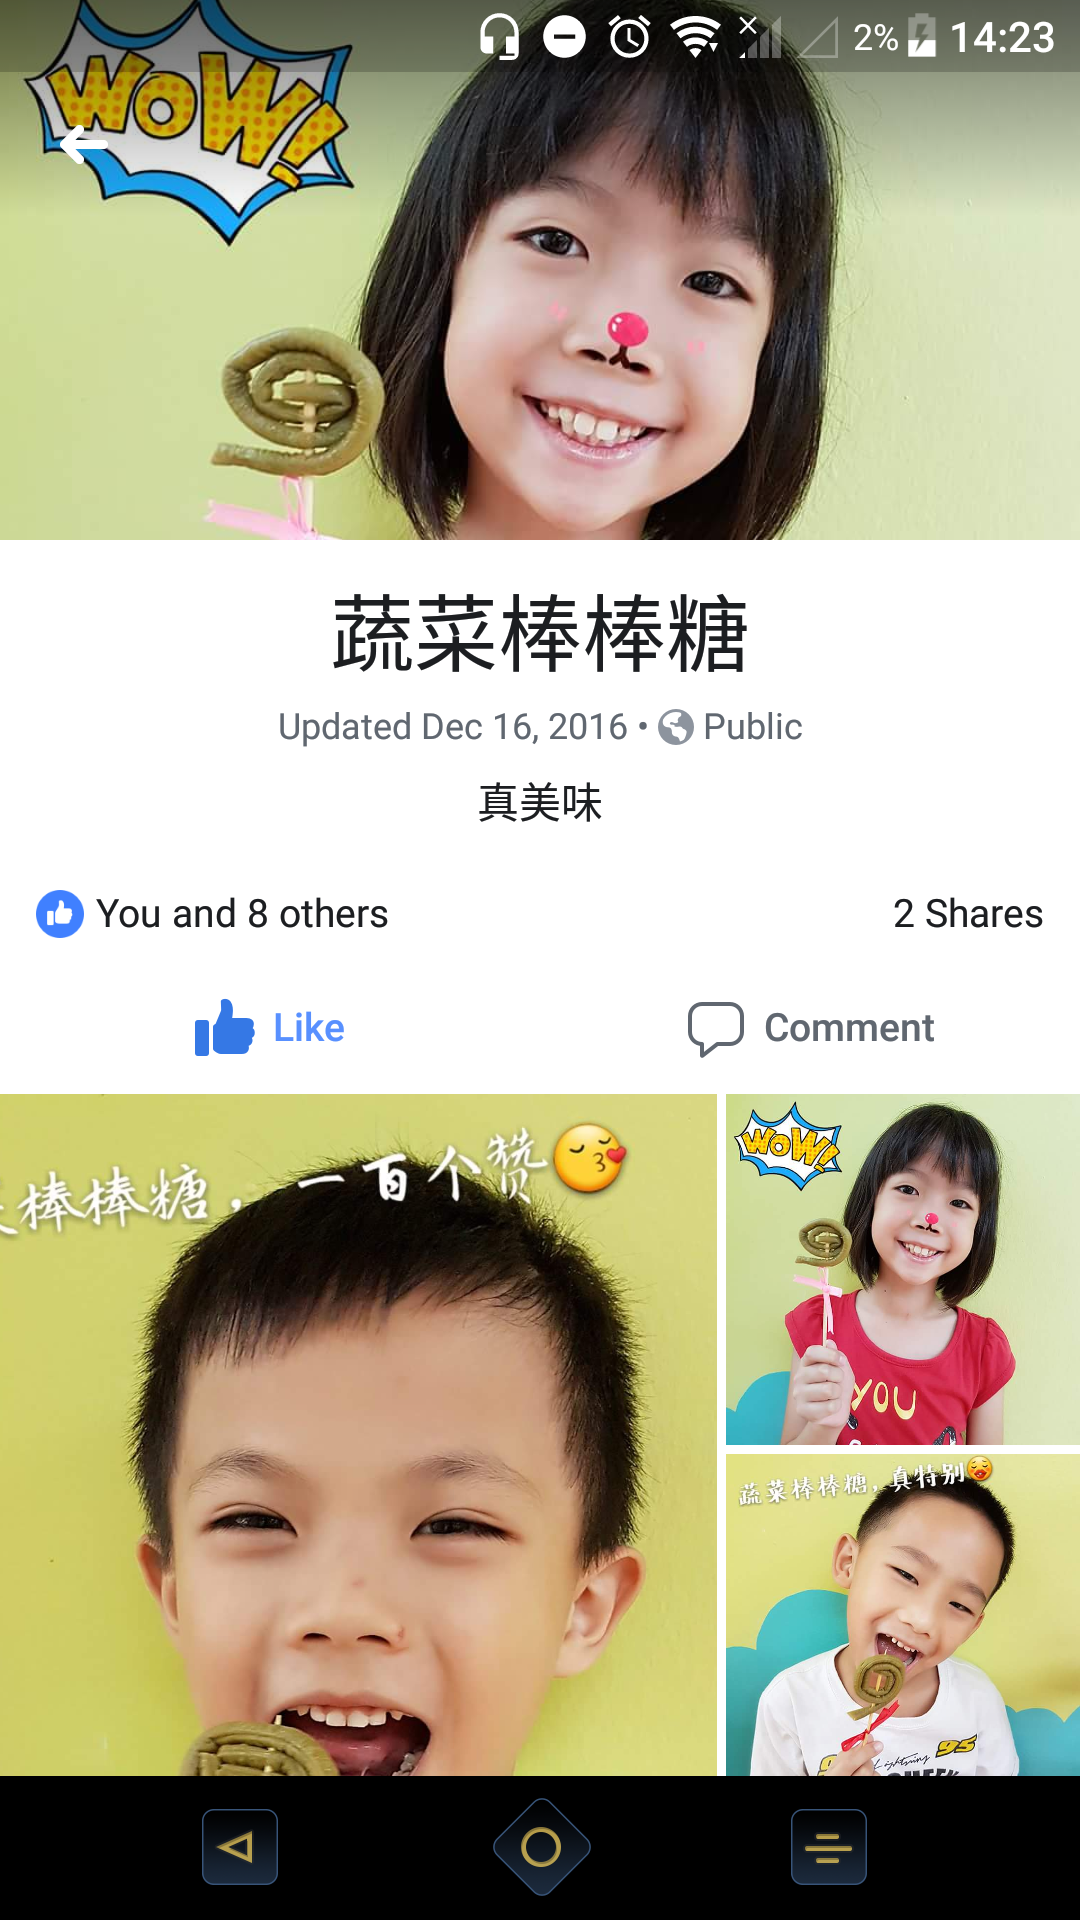 2% 14:23
WOW!
蔬菜棒棒糖
Updated Dec 16, 2016 • Public
真美味
You and 8 others
2 Shares
Like
Comment
棒棒糖，一百个赞
WOW!
YOU
蔬菜棒棒糖，真特别
Lightning 95